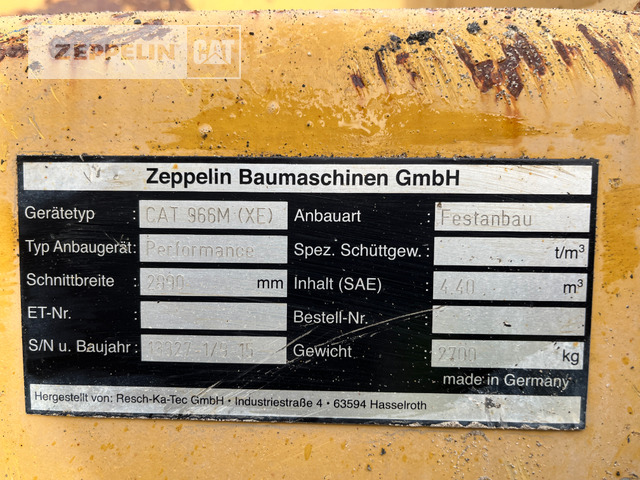 ZEPPELIN CAT
Zeppelin Baumaschinen GmbH
Gerätetyp : CAT 966M (XE) Anbauart : Festanbau
Typ Anbaugerät: Performance Spez. Schüttgew. : t/m³
Schnittbreite : 2990 mm Inhalt (SAE) : 4.40 m³
ET-Nr. : Bestell-Nr. :
S/N u. Baujahr : Gewicht : 2700 kg
made in Germany
Hergestellt von: Resch-Ka-Tec GmbH • Industriestraße 4 • 63594 Hasselroth